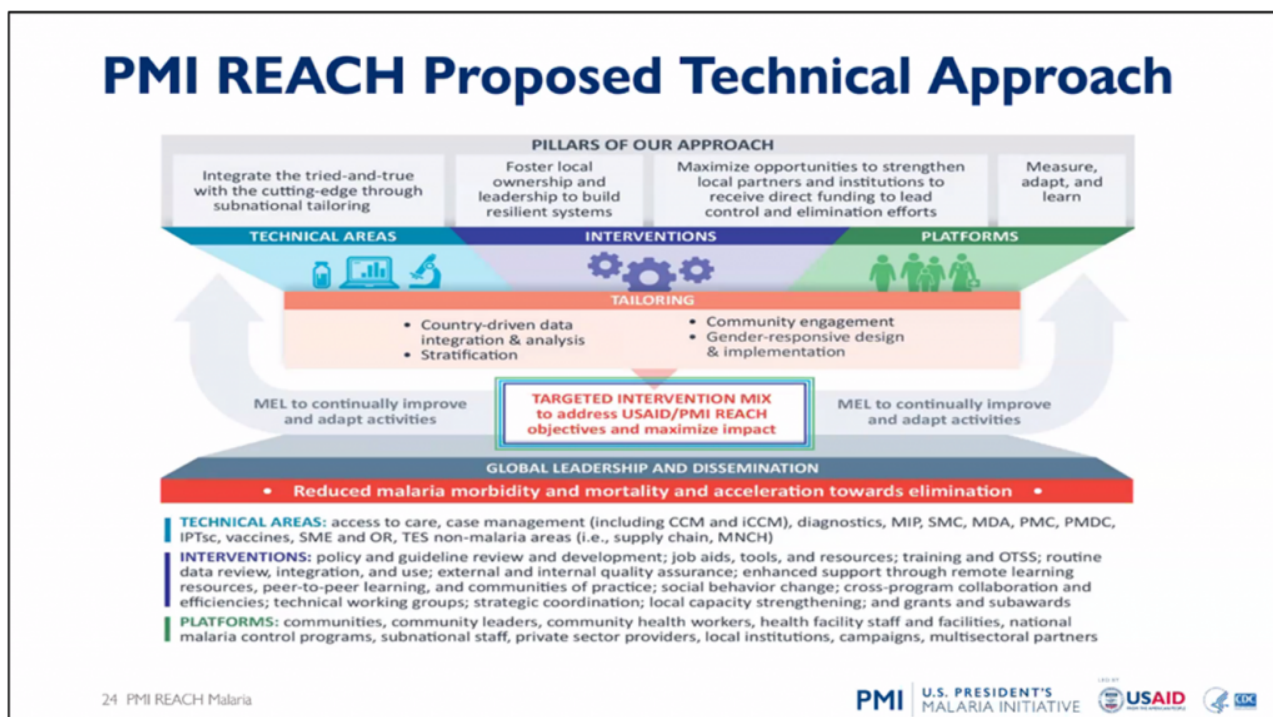 PMI REACH Proposed Technical Approach
PILLARS OF OUR APPROACH
Integrate the tried-and-true
with the cutting-edge through
subnational tailoring
Foster local
ownership and
leadership to build
resilient systems
Maximize opportunities to strengthen
local partners and institutions to
receive direct funding to lead
control and elimination efforts
Measure,
adapt, and
learn
TECHNICAL AREAS
INTERVENTIONS
PLATFORMS
TAILORING
• Country-driven data
integration & analysis
• Stratification
• Community engagement
• Gender-responsive design
& implementation
MEL to continually improve
and adapt activities
TARGETED INTERVENTION MIX
to address USAID/PMI REACH
objectives and maximize impact
MEL to continually improve
and adapt activities
GLOBAL LEADERSHIP AND DISSEMINATION
• Reduced malaria morbidity and mortality and acceleration towards elimination •
TECHNICAL AREAS: access to care, case management (including CCM and iCCM), diagnostics, MIP, SMC, MDA, PMC, PMDC,
IPTsc, vaccines, SME and OR, TES non-malaria areas (i.e., supply chain, MNCH)
INTERVENTIONS: policy and guideline review and development; job aids, tools, and resources; training and OTSS; routine
data review, integration, and use; external and internal quality assurance; enhanced support through remote learning
resources, peer-to-peer learning, and communities of practice; social behavior change; cross-program collaboration and
efficiencies; technical working groups; strategic coordination; local capacity strengthening; and grants and subawards
PLATFORMS: communities, community leaders, community health workers, health facility staff and facilities, national
malaria control programs, subnational staff, private sector providers, local institutions, campaigns, multisectoral partners
24 PMI REACH Malaria
PMI
U.S. PRESIDENT'S
MALARIA INITIATIVE
LED BY
USAID
FROM THE AMERICAN PEOPLE
CDC